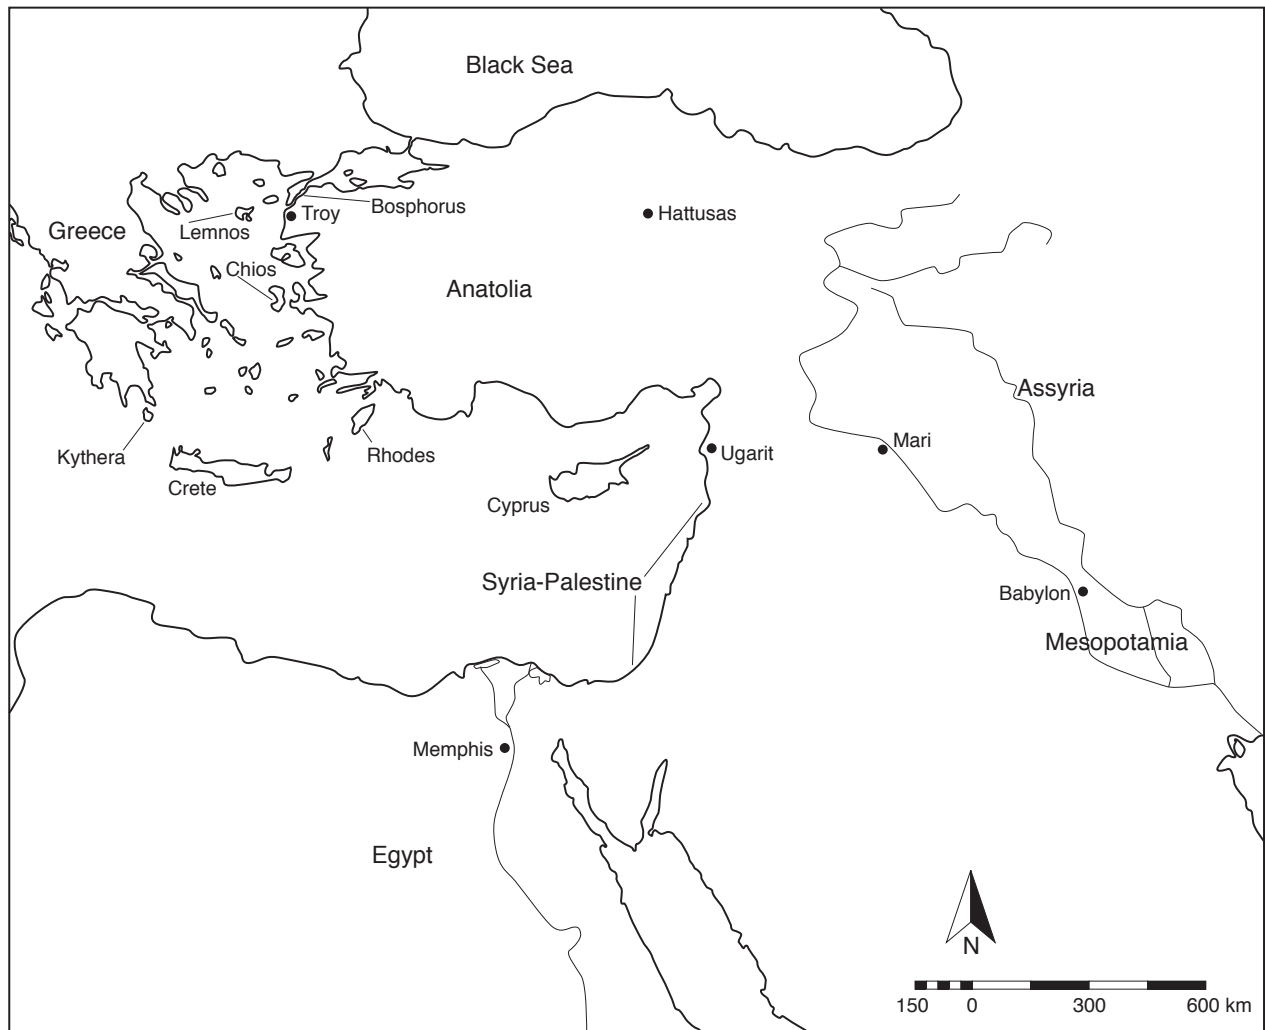 Black Sea
Bosphorus
Troy
Hattusas
Greece
Lemnos
Chios
Anatolia
Assyria
Mari
Kythera
Rhodes
Ugarit
Crete
Cyprus
Syria-Palestine
Babylon
Mesopotamia
Memphis
Egypt
N
150 0 300 600 km